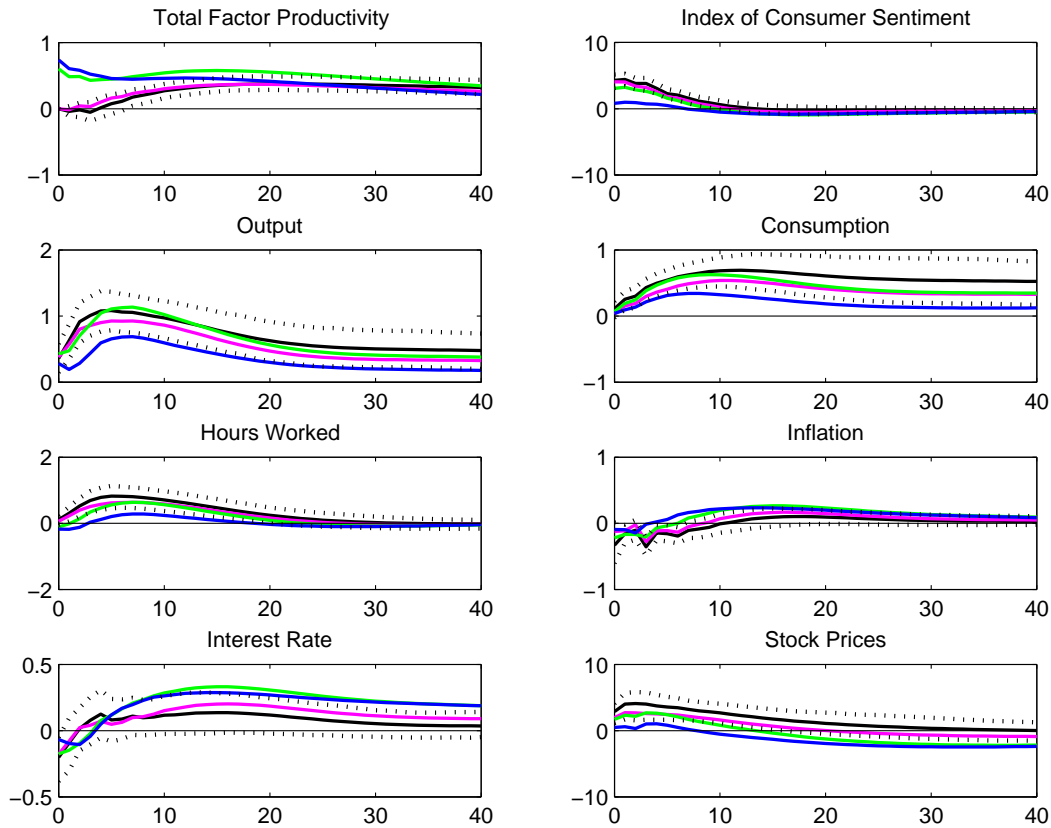 Total Factor Productivity
1
0
−1
0 10 20 30 40
Index of Consumer Sentiment
10
0
−10
0 10 20 30 40
Output
2
1
0
0 10 20 30 40
Consumption
1
0
−1
0 10 20 30 40
Hours Worked
2
0
−2
0 10 20 30 40
Inflation
1
0
−1
0 10 20 30 40
Interest Rate
0.5
0.0
−0.5
0 10 20 30 40
Stock Prices
10
0
−10
0 10 20 30 40